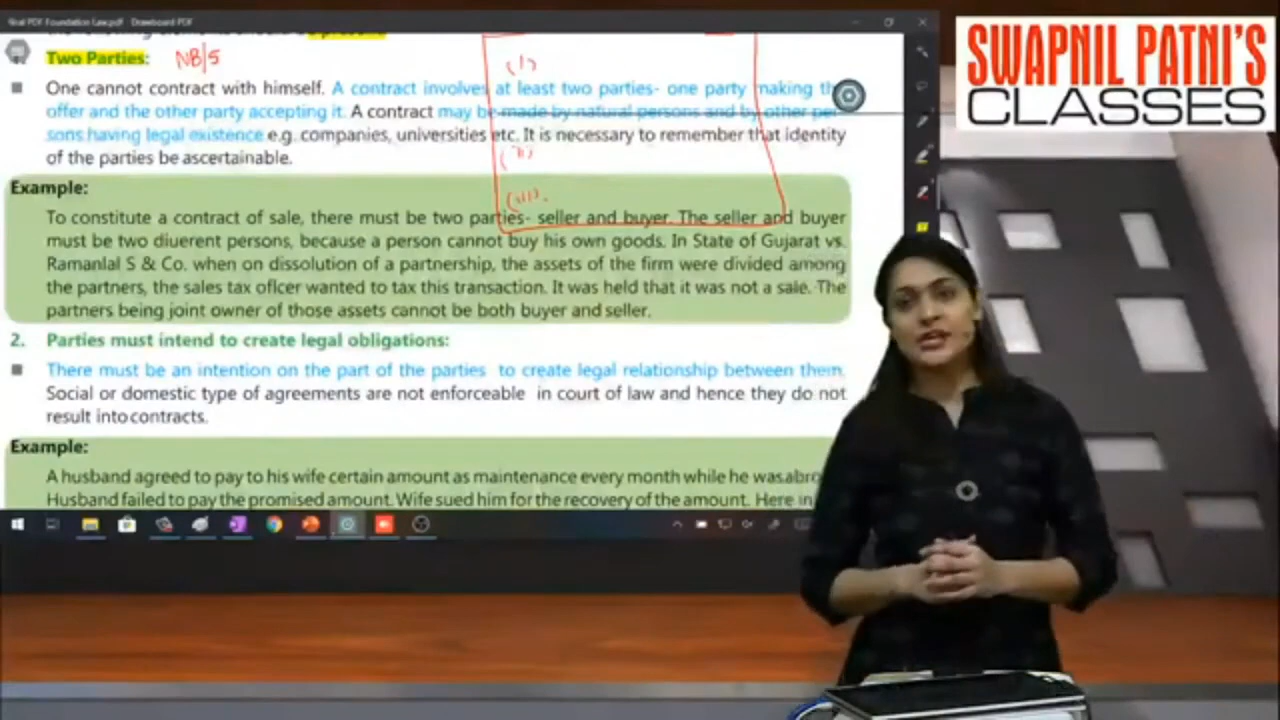 Final PDF Foundation Law.pdf - Drawboard PDF
Two Parties: NB/5
One cannot contract with himself. A contract involves at least two parties- one party making the
offer and the other party accepting it. A contract may be made by natural persons and by other per-
sons having legal existence e.g. companies, universities etc. It is necessary to remember that identity
of the parties be ascertainable.
(i)
(ii)
(iii)
Example:
To constitute a contract of sale, there must be two parties- seller and buyer. The seller and buyer
must be two diuerent persons, because a person cannot buy his own goods. In State of Gujarat vs.
Ramanlal S & Co. when on dissolution of a partnership, the assets of the firm were divided among
the partners, the sales tax oflcer wanted to tax this transaction. It was held that it was not a sale. The
partners being joint owner of those assets cannot be both buyer and seller.
2. Parties must intend to create legal obligations:
There must be an intention on the part of the parties to create legal relationship between them.
Social or domestic type of agreements are not enforceable in court of law and hence they do not
result into contracts.
Example:
A husband agreed to pay to his wife certain amount as maintenance every month while he was abro
Husband failed to pay the promised amount. Wife sued him for the recovery of the amount. Here in
SWAPNIL PATNI'S
CLASSES